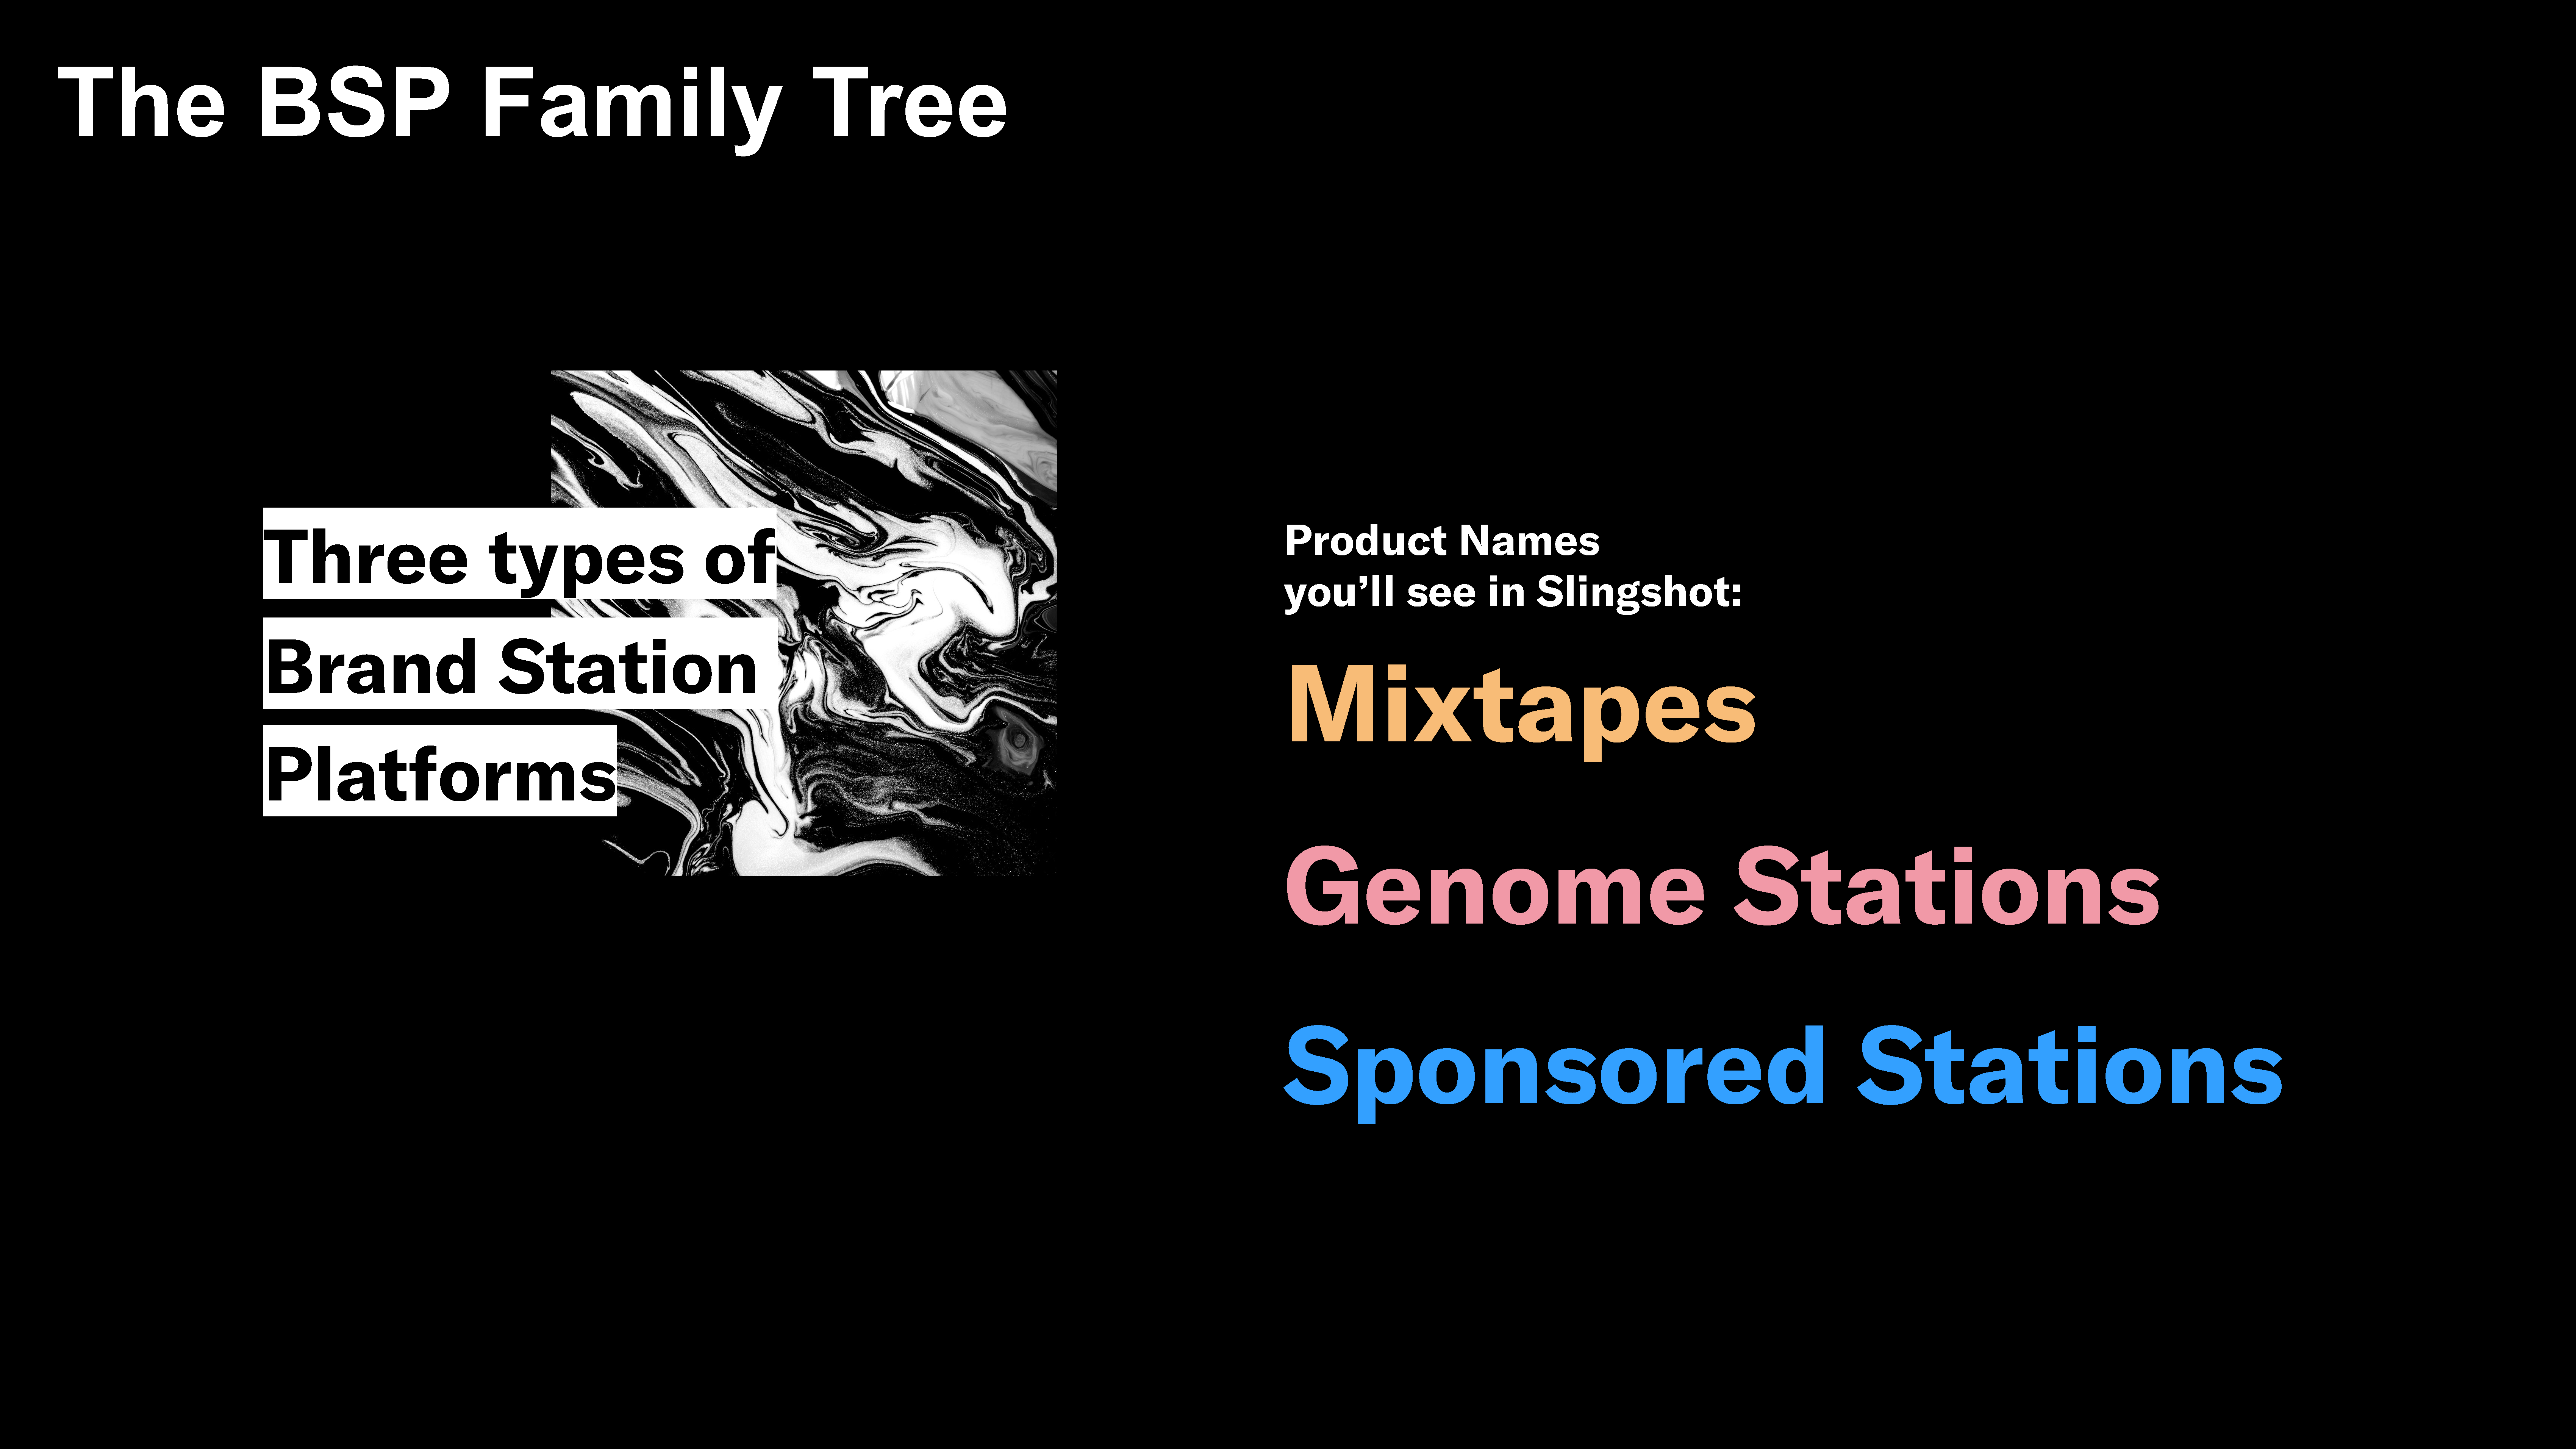 The BSP Family Tree
Three types of
Brand Station
Platforms
Product Names
you’ll see in Slingshot:
Mixtapes
Genome Stations
Sponsored Stations